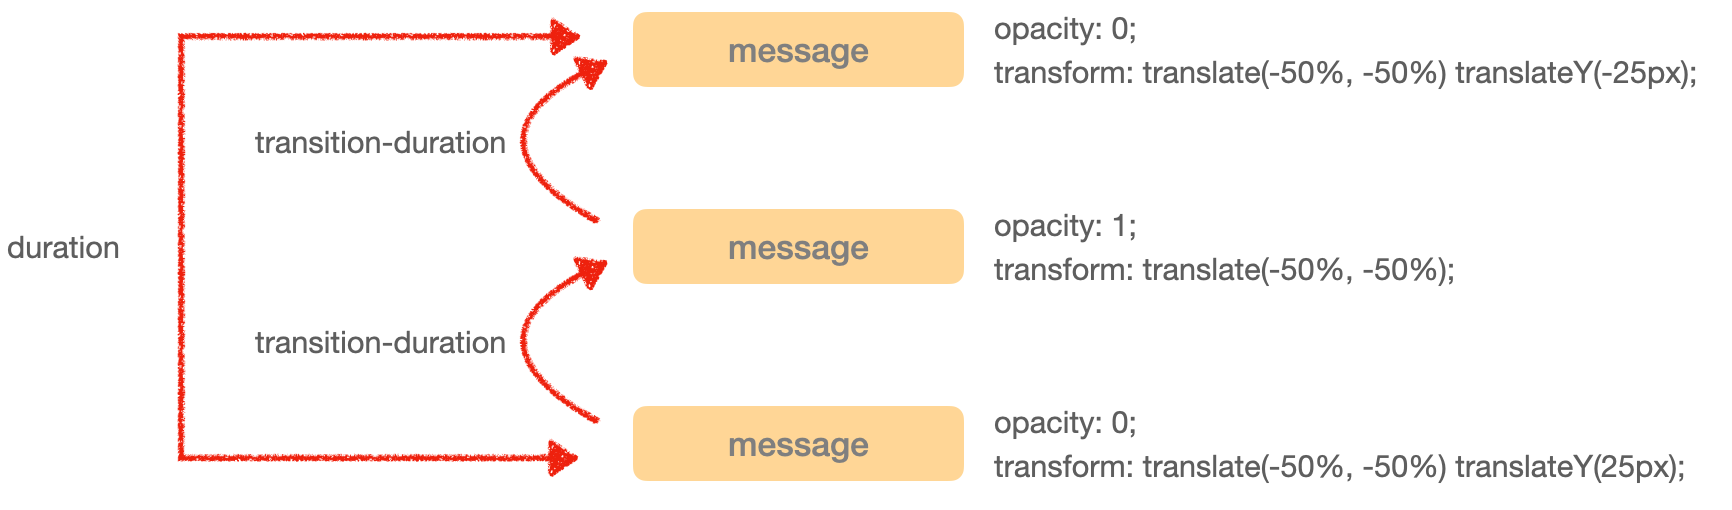 message
opacity: 0;
transform: translate(-50%, -50%) translateY(-25px);
transition-duration
duration
message
opacity: 1;
transform: translate(-50%, -50%);
transition-duration
message
opacity: 0;
transform: translate(-50%, -50%) translateY(25px);